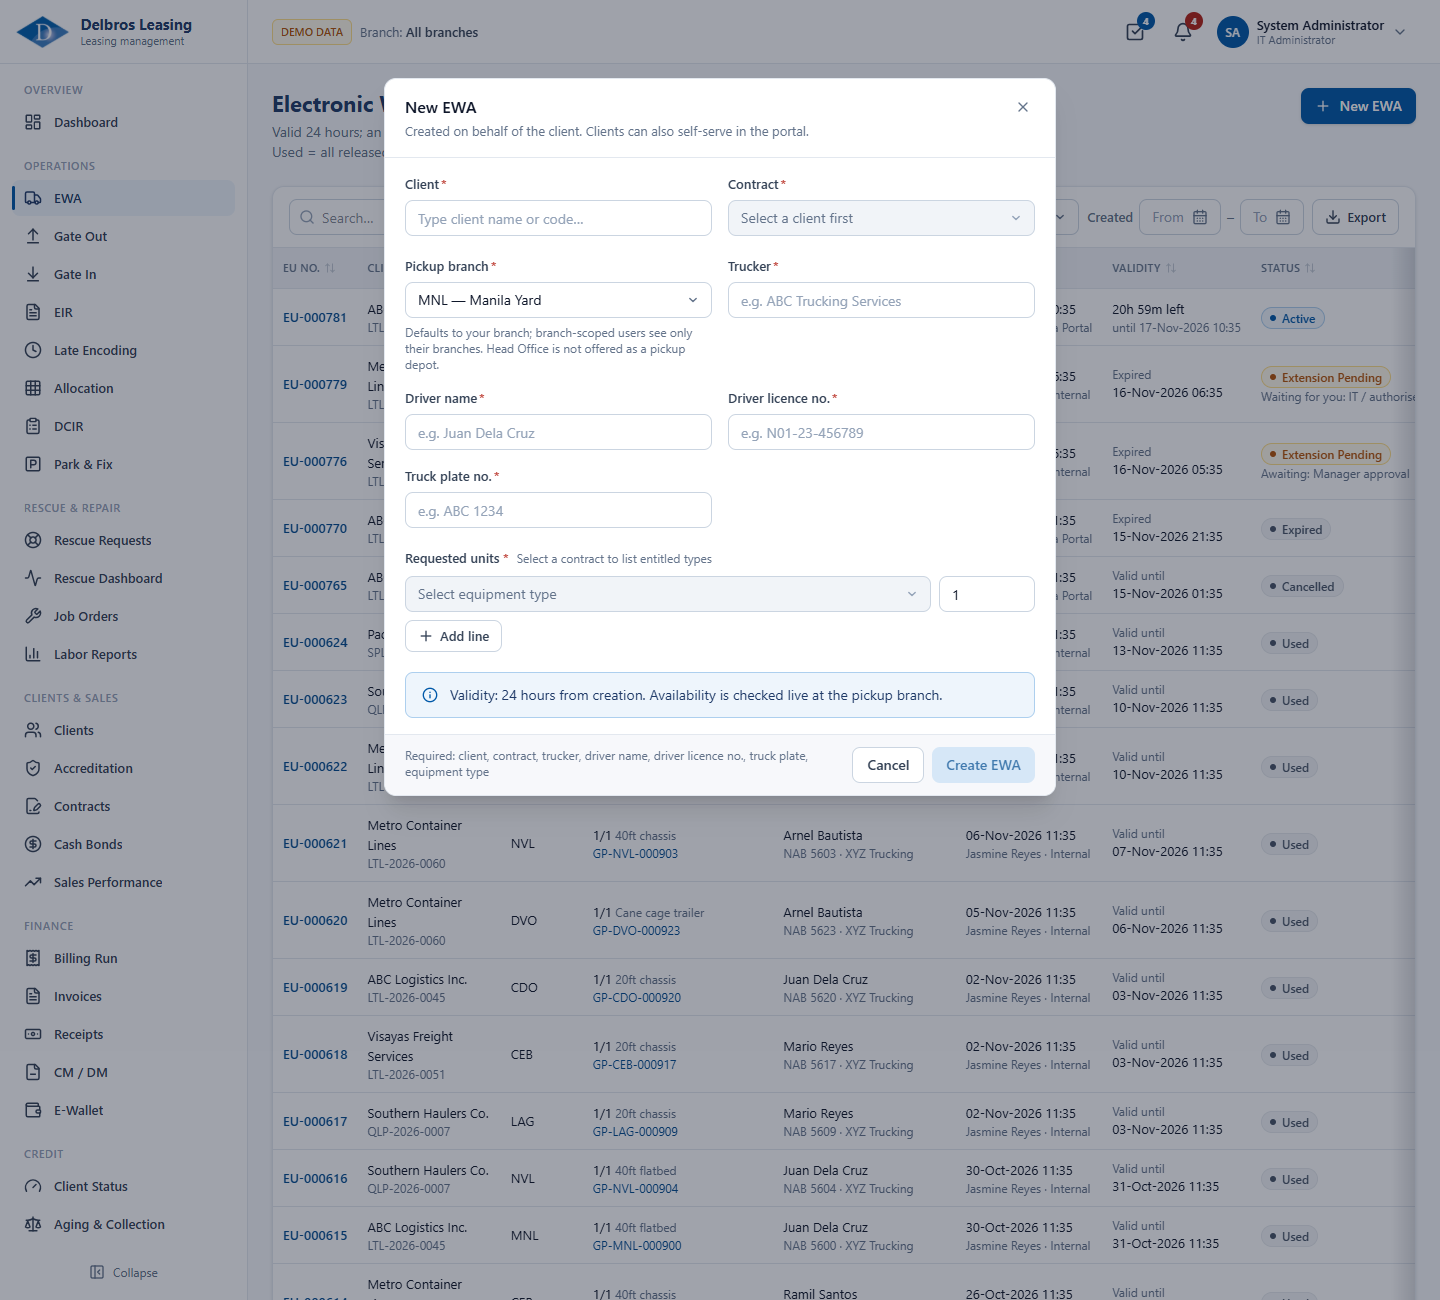 Delbros Leasing
Leasing management
DEMO DATA
Branch: All branches
4
4
SA
System Administrator
IT Administrator
OVERVIEW
Dashboard
OPERATIONS
EWA
Gate Out
Gate In
EIR
Late Encoding
Allocation
DCIR
Park & Fix
RESCUE & REPAIR
Rescue Requests
Rescue Dashboard
Job Orders
Labor Reports
CLIENTS & SALES
Clients
Accreditation
Contracts
Cash Bonds
Sales Performance
FINANCE
Billing Run
Invoices
Receipts
CM / DM
E-Wallet
CREDIT
Client Status
Aging & Collection
Collapse
Electronic
Valid 24 hours; an
Used = all released
New EWA
Search...
Created
From
–
To
Export
EU NO.
VALIDITY
STATUS
New EWA
Created on behalf of the client. Clients can also self-serve in the portal.
Client*
Contract*
Type client name or code...
Select a client first
Pickup branch*
Trucker*
MNL — Manila Yard
e.g. ABC Trucking Services
Defaults to your branch; branch-scoped users see only
their branches. Head Office is not offered as a pickup
depot.
Driver name*
Driver licence no.*
e.g. Juan Dela Cruz
e.g. N01-23-456789
Truck plate no.*
e.g. ABC 1234
Requested units * Select a contract to list entitled types
Select equipment type
1
Add line
Validity: 24 hours from creation. Availability is checked live at the pickup branch.
Required: client, contract, trucker, driver name, driver licence no., truck plate,
equipment type
Cancel
Create EWA
EU-000781
20h 59m left
until 17-Nov-2026 10:35
Active
EU-000779
Expired
16-Nov-2026 06:35
Extension Pending
Waiting for you: IT / authorise
EU-000776
Expired
16-Nov-2026 05:35
Extension Pending
Awaiting: Manager approval
EU-000770
Expired
15-Nov-2026 21:35
Expired
EU-000765
Valid until
15-Nov-2026 01:35
Cancelled
EU-000624
Valid until
13-Nov-2026 11:35
Used
EU-000623
Valid until
10-Nov-2026 11:35
Used
EU-000622
Valid until
10-Nov-2026 11:35
Used
EU-000621
Metro Container
Lines
LTL-2026-0060
NVL
1/1 40ft chassis
GP-NVL-000903
Arnel Bautista
NAB 5603 · XYZ Trucking
06-Nov-2026 11:35
Jasmine Reyes · Internal
Valid until
07-Nov-2026 11:35
Used
EU-000620
Metro Container
Lines
LTL-2026-0060
DVO
1/1 Cane cage trailer
GP-DVO-000923
Arnel Bautista
NAB 5623 · XYZ Trucking
05-Nov-2026 11:35
Jasmine Reyes · Internal
Valid until
06-Nov-2026 11:35
Used
EU-000619
ABC Logistics Inc.
LTL-2026-0045
CDO
1/1 20ft chassis
GP-CDO-000920
Juan Dela Cruz
NAB 5620 · XYZ Trucking
02-Nov-2026 11:35
Jasmine Reyes · Internal
Valid until
03-Nov-2026 11:35
Used
EU-000618
Visayas Freight
Services
LTL-2026-0051
CEB
1/1 20ft chassis
GP-CEB-000917
Mario Reyes
NAB 5617 · XYZ Trucking
02-Nov-2026 11:35
Jasmine Reyes · Internal
Valid until
03-Nov-2026 11:35
Used
EU-000617
Southern Haulers Co.
QLP-2026-0007
LAG
1/1 20ft chassis
GP-LAG-000909
Mario Reyes
NAB 5609 · XYZ Trucking
02-Nov-2026 11:35
Jasmine Reyes · Internal
Valid until
03-Nov-2026 11:35
Used
EU-000616
Southern Haulers Co.
QLP-2026-0007
NVL
1/1 40ft flatbed
GP-NVL-000904
Juan Dela Cruz
NAB 5604 · XYZ Trucking
30-Oct-2026 11:35
Jasmine Reyes · Internal
Valid until
31-Oct-2026 11:35
Used
EU-000615
ABC Logistics Inc.
LTL-2026-0045
MNL
1/1 40ft flatbed
GP-MNL-000900
Juan Dela Cruz
NAB 5600 · XYZ Trucking
30-Oct-2026 11:35
Jasmine Reyes · Internal
Valid until
31-Oct-2026 11:35
Used
Metro Container
1/1 40ft chassis
Ramil Santos
26-Oct-2026 11:35
Valid until